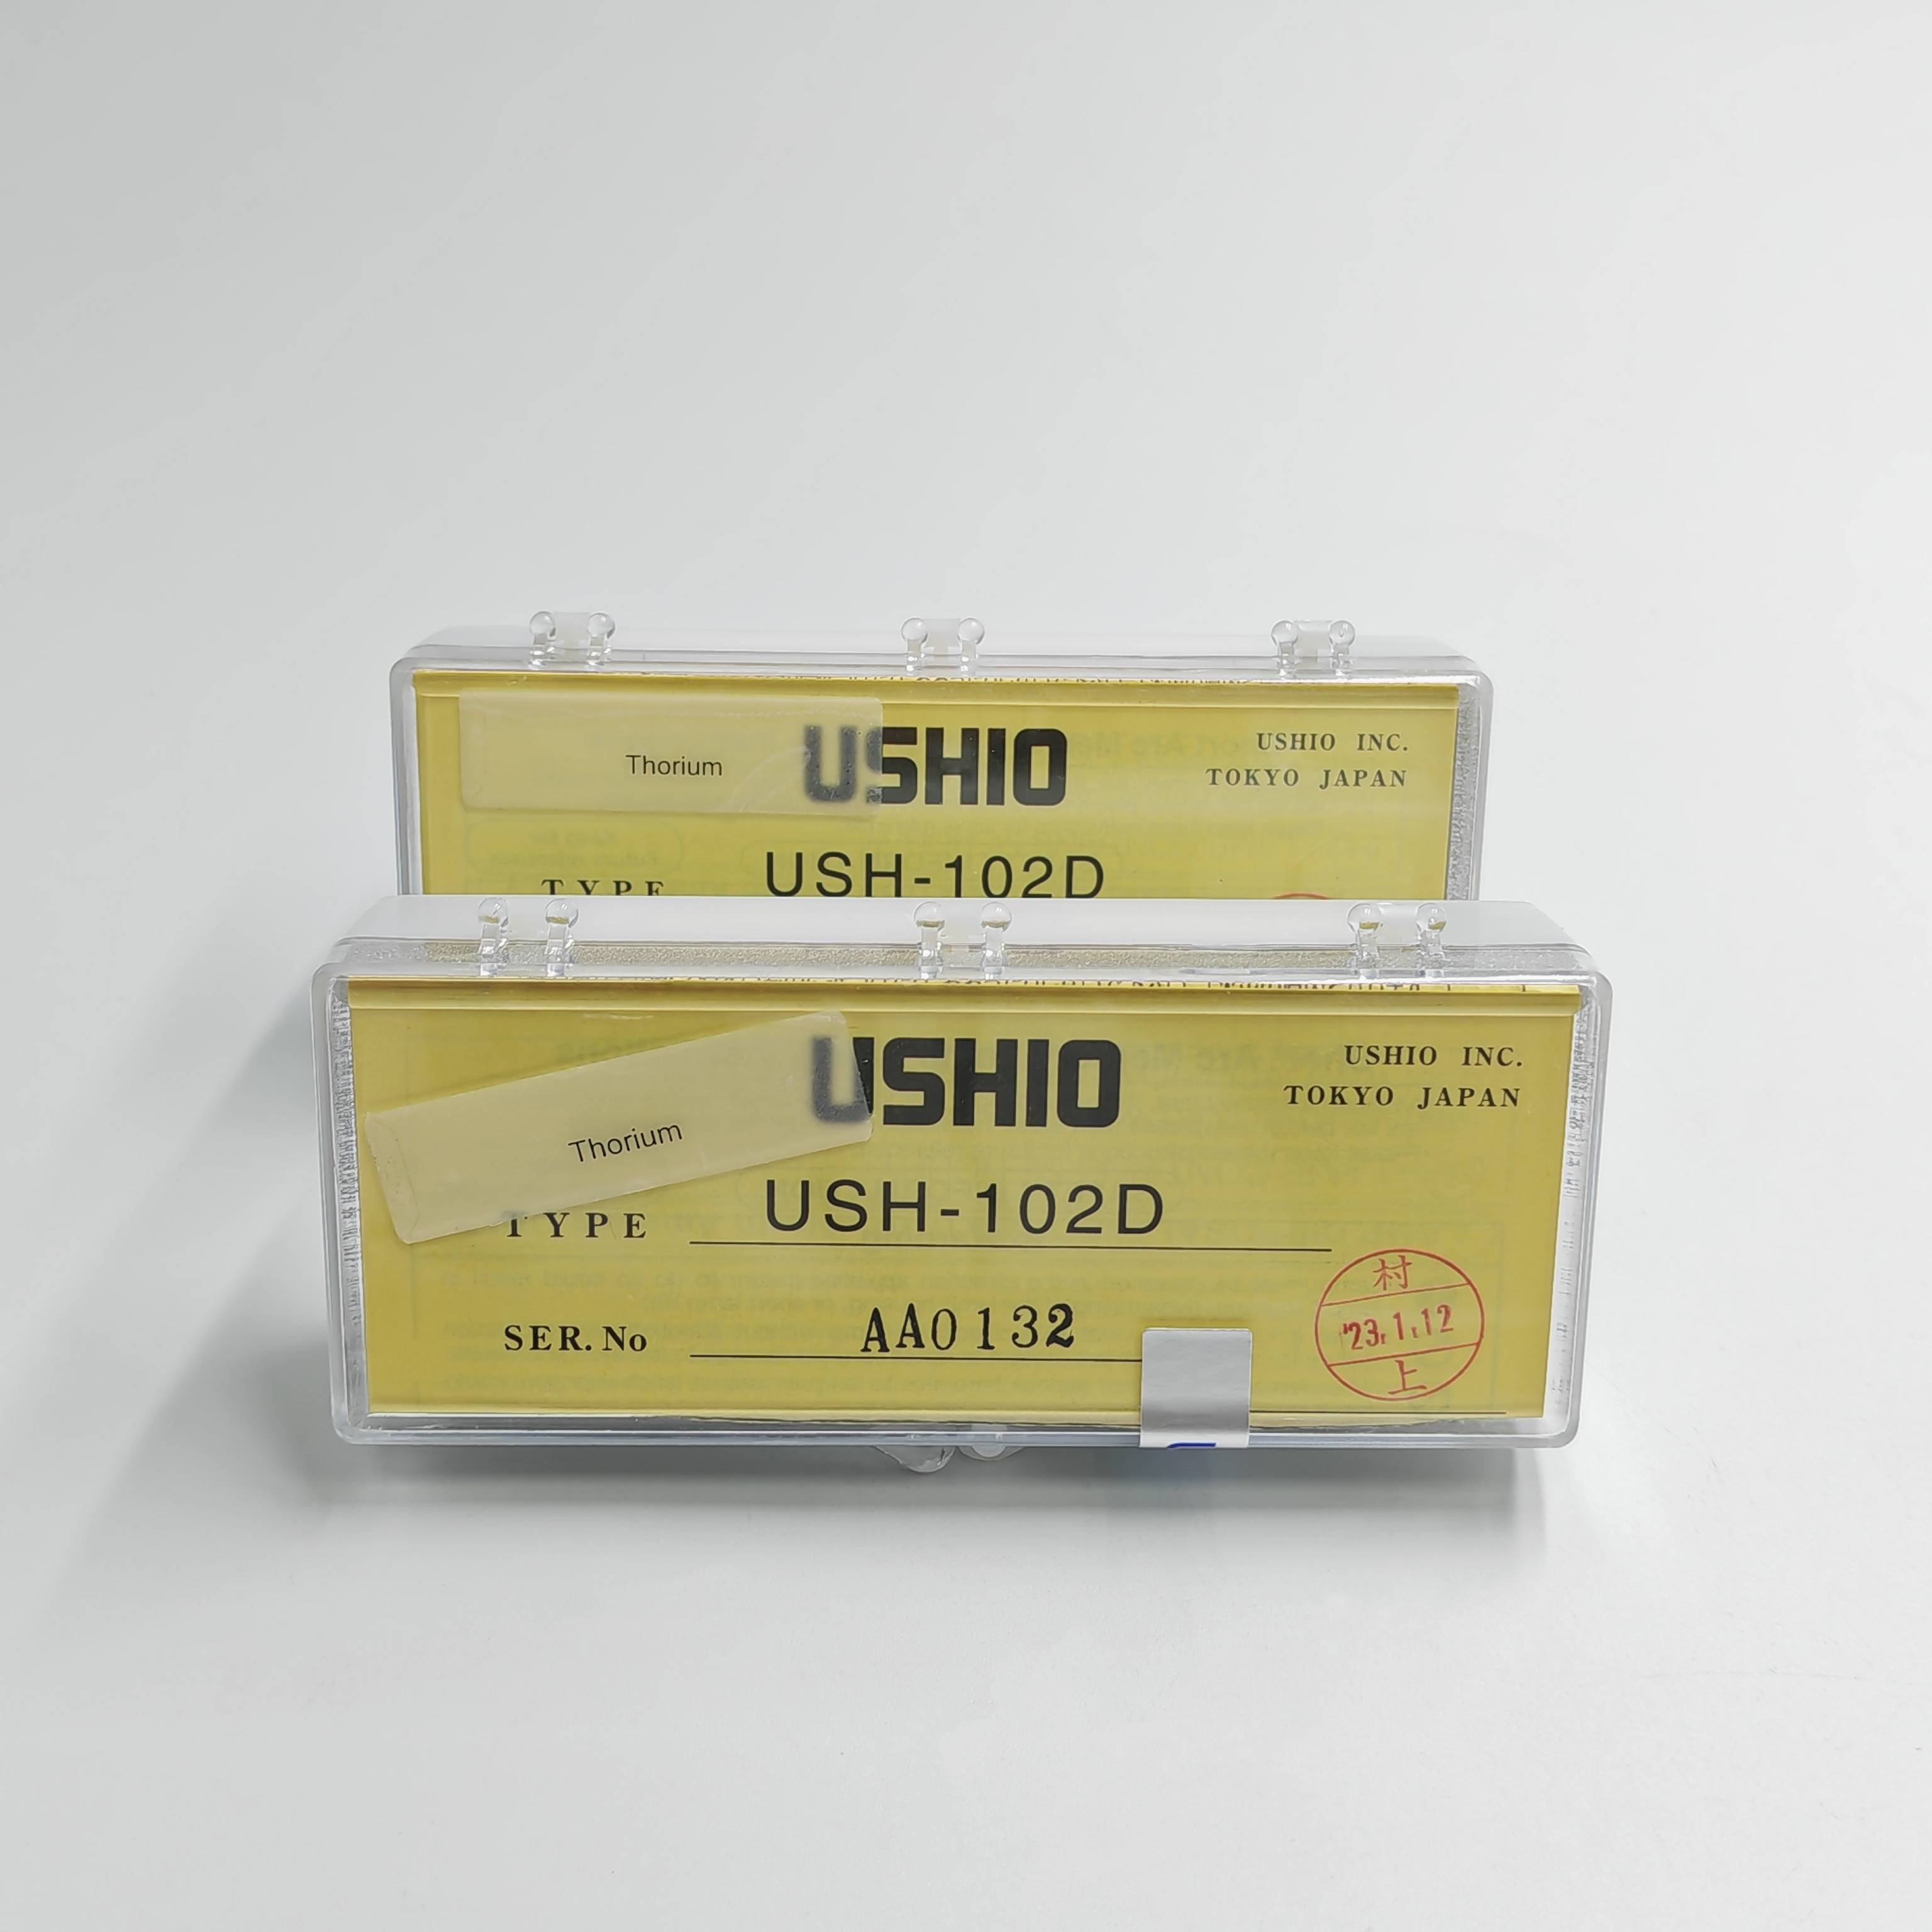 Thorium
USHIO
USHIO INC.
TOKYO JAPAN
TYPE USH-102D
Thorium
USHIO
USHIO INC.
TOKYO JAPAN
TYPE USH-102D
SER. No AA0132
村
'23.1.12
上